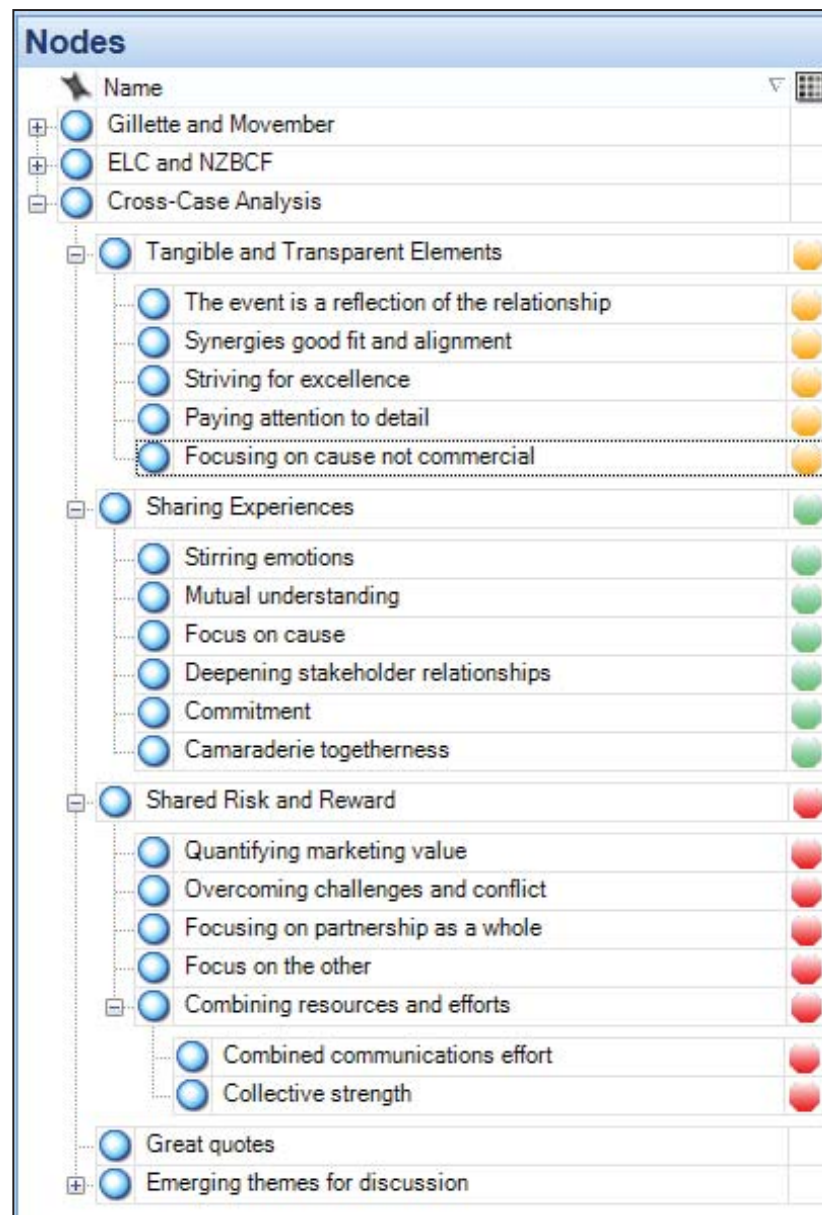 Nodes
Name
Gillette and Movember
ELC and NZBCF
Cross-Case Analysis
Tangible and Transparent Elements
The event is a reflection of the relationship
Synergies good fit and alignment
Striving for excellence
Paying attention to detail
Focusing on cause not commercial
Sharing Experiences
Stirring emotions
Mutual understanding
Focus on cause
Deepening stakeholder relationships
Commitment
Camaraderie togetherness
Shared Risk and Reward
Quantifying marketing value
Overcoming challenges and conflict
Focusing on partnership as a whole
Focus on the other
Combining resources and efforts
Combined communications effort
Collective strength
Great quotes
Emerging themes for discussion